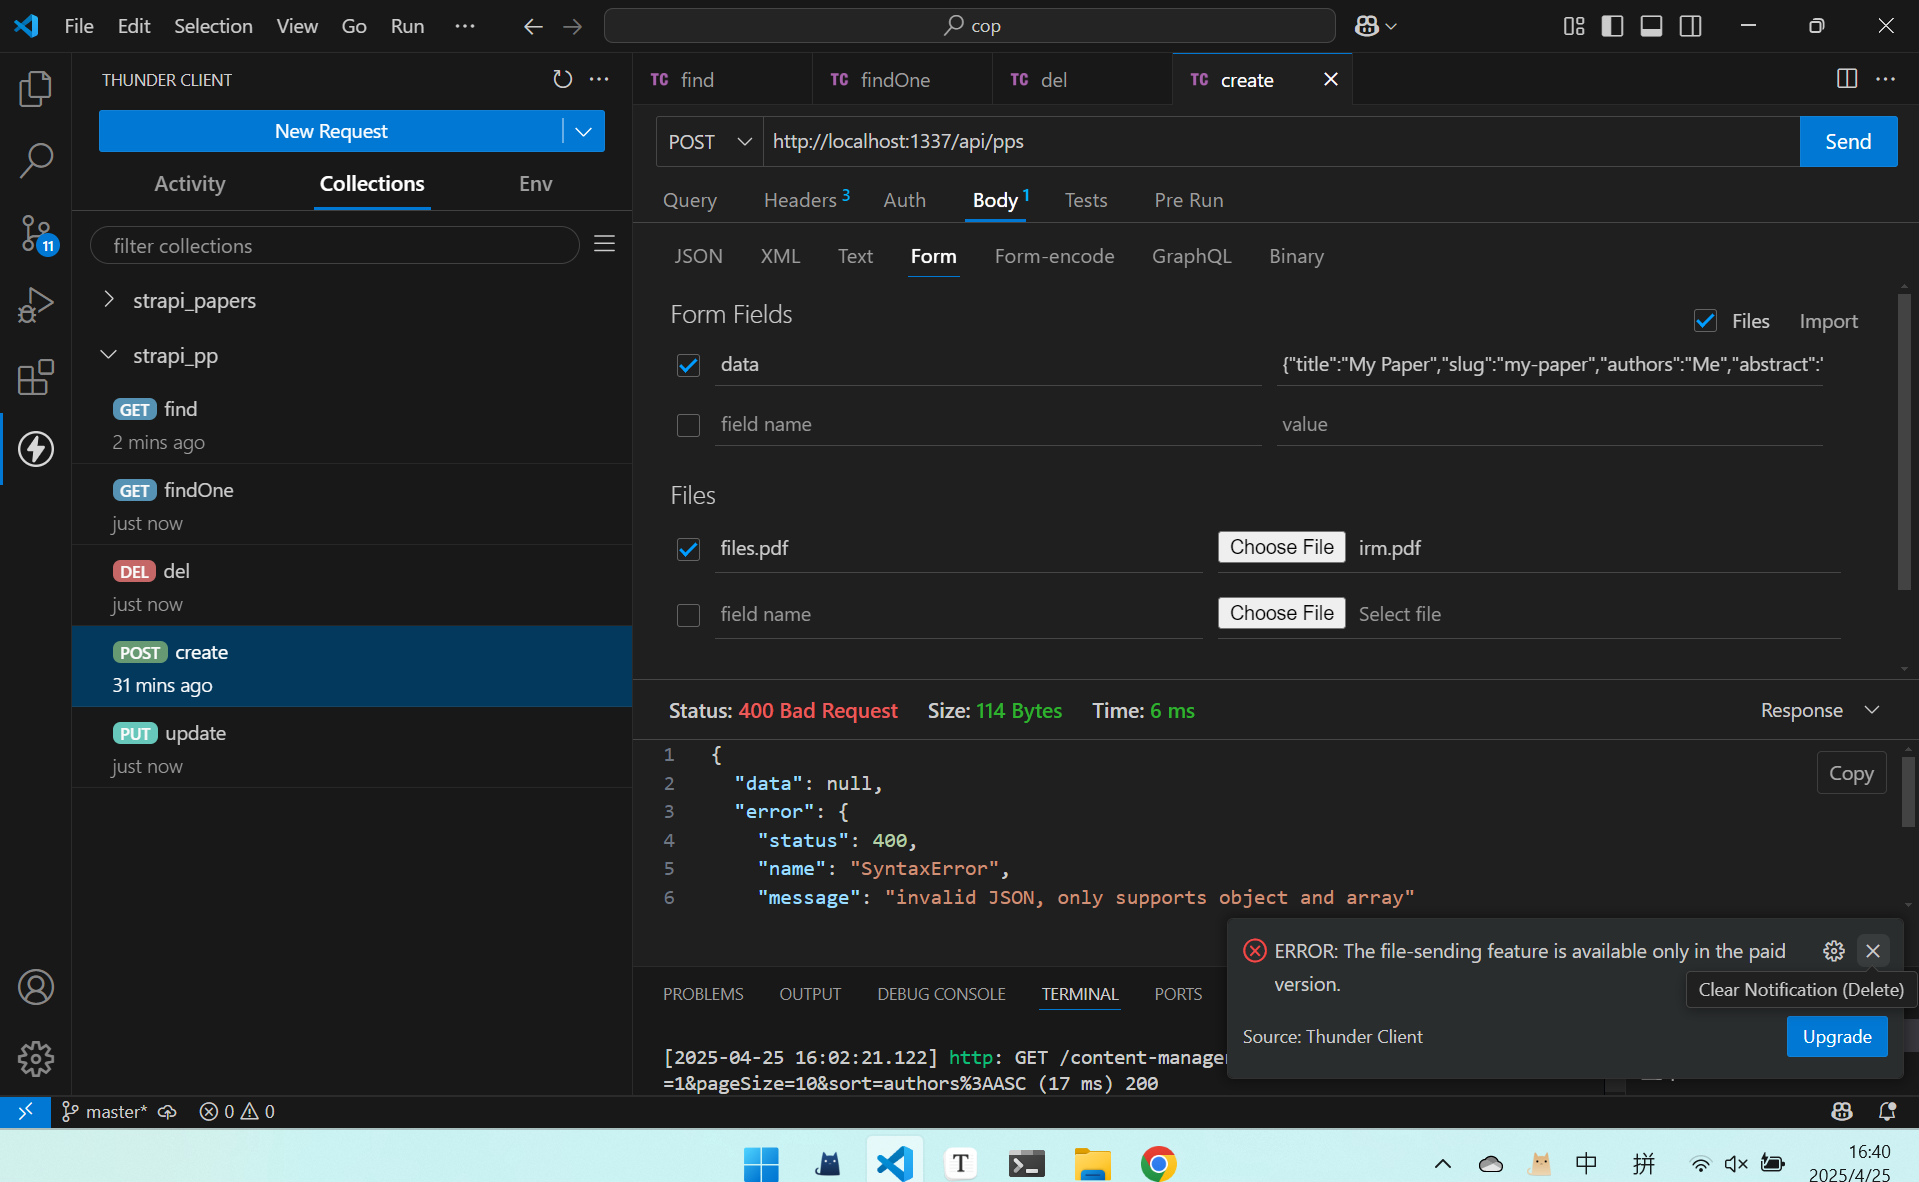 File Edit Selection View Go Run ··· cop
THUNDER CLIENT
New Request
Activity Collections Env
filter collections
strapi_papers
strapi_pp
GET find
2 mins ago
GET findOne
just now
DEL del
just now
POST create
31 mins ago
PUT update
just now
11
TC find TC findOne TC del TC create
POST http://localhost:1337/api/pps Send
Query Headers 3 Auth Body 1 Tests Pre Run
JSON XML Text Form Form-encode GraphQL Binary
Form Fields Files Import
data {"title":"My Paper","slug":"my-paper","authors":"Me","abstract":"
field name value
Files
files.pdf Choose File irm.pdf
field name Choose File Select file
Status: 400 Bad Request Size: 114 Bytes Time: 6 ms Response
1 {
2 "data": null,
3 "error": {
4 "status": 400,
5 "name": "SyntaxError",
6 "message": "invalid JSON, only supports object and array"
Copy
PROBLEMS OUTPUT DEBUG CONSOLE TERMINAL PORTS
[2025-04-25 16:02:21.122] http: GET /content-manager
=1&pageSize=10&sort=authors%3AASC (17 ms) 200
ERROR: The file-sending feature is available only in the paid
version.
Clear Notification (Delete)
Source: Thunder Client Upgrade
master* 0 0
T 中 拼 16:40
2025/4/25